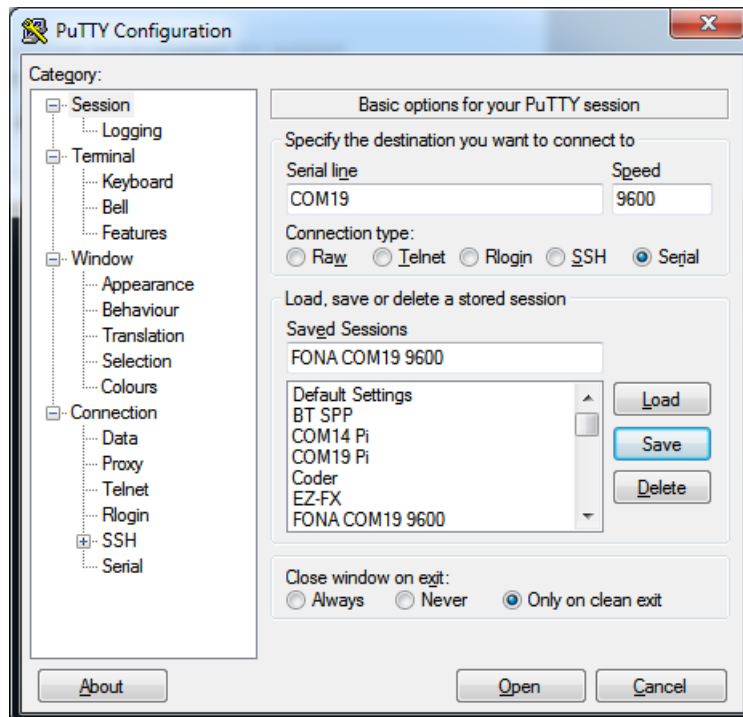 PuTTY Configuration
Category:
Session
Logging
Terminal
Keyboard
Bell
Features
Window
Appearance
Behaviour
Translation
Selection
Colours
Connection
Data
Proxy
Telnet
Rlogin
SSH
Serial
Basic options for your PuTTY session
Specify the destination you want to connect to
Serial line Speed
COM19 9600
Connection type:
Raw Telnet Rlogin SSH Serial
Load, save or delete a stored session
Saved Sessions
FONA COM19 9600
Default Settings
BT SPP
COM14 Pi
COM19 Pi
Coder
EZ-FX
FONA COM19 9600
Load
Save
Delete
Close window on exit:
Always Never Only on clean exit
About Open Cancel